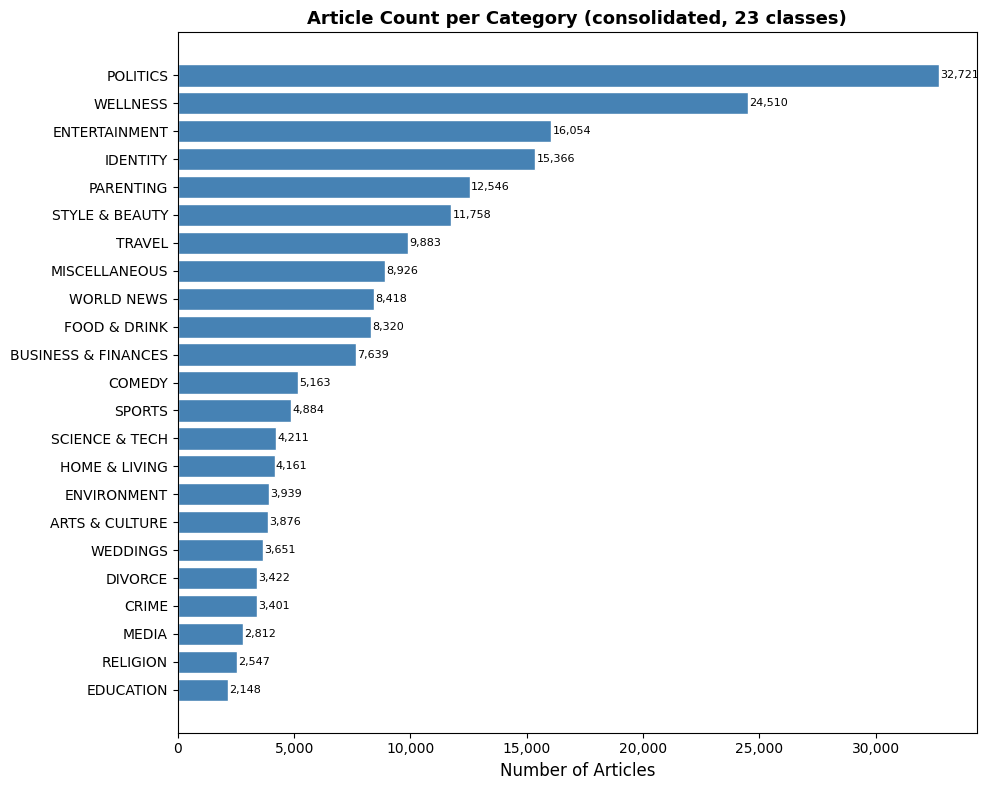 Article Count per Category (consolidated, 23 classes)
POLITICS 32,721
WELLNESS 24,510
ENTERTAINMENT 16,054
IDENTITY 15,366
PARENTING 12,546
STYLE & BEAUTY 11,758
TRAVEL 9,883
MISCELLANEOUS 8,926
WORLD NEWS 8,418
FOOD & DRINK 8,320
BUSINESS & FINANCES 7,639
COMEDY 5,163
SPORTS 4,884
SCIENCE & TECH 4,211
HOME & LIVING 4,161
ENVIRONMENT 3,939
ARTS & CULTURE 3,876
WEDDINGS 3,651
DIVORCE 3,422
CRIME 3,401
MEDIA 2,812
RELIGION 2,547
EDUCATION 2,148
0 5,000 10,000 15,000 20,000 25,000 30,000
Number of Articles